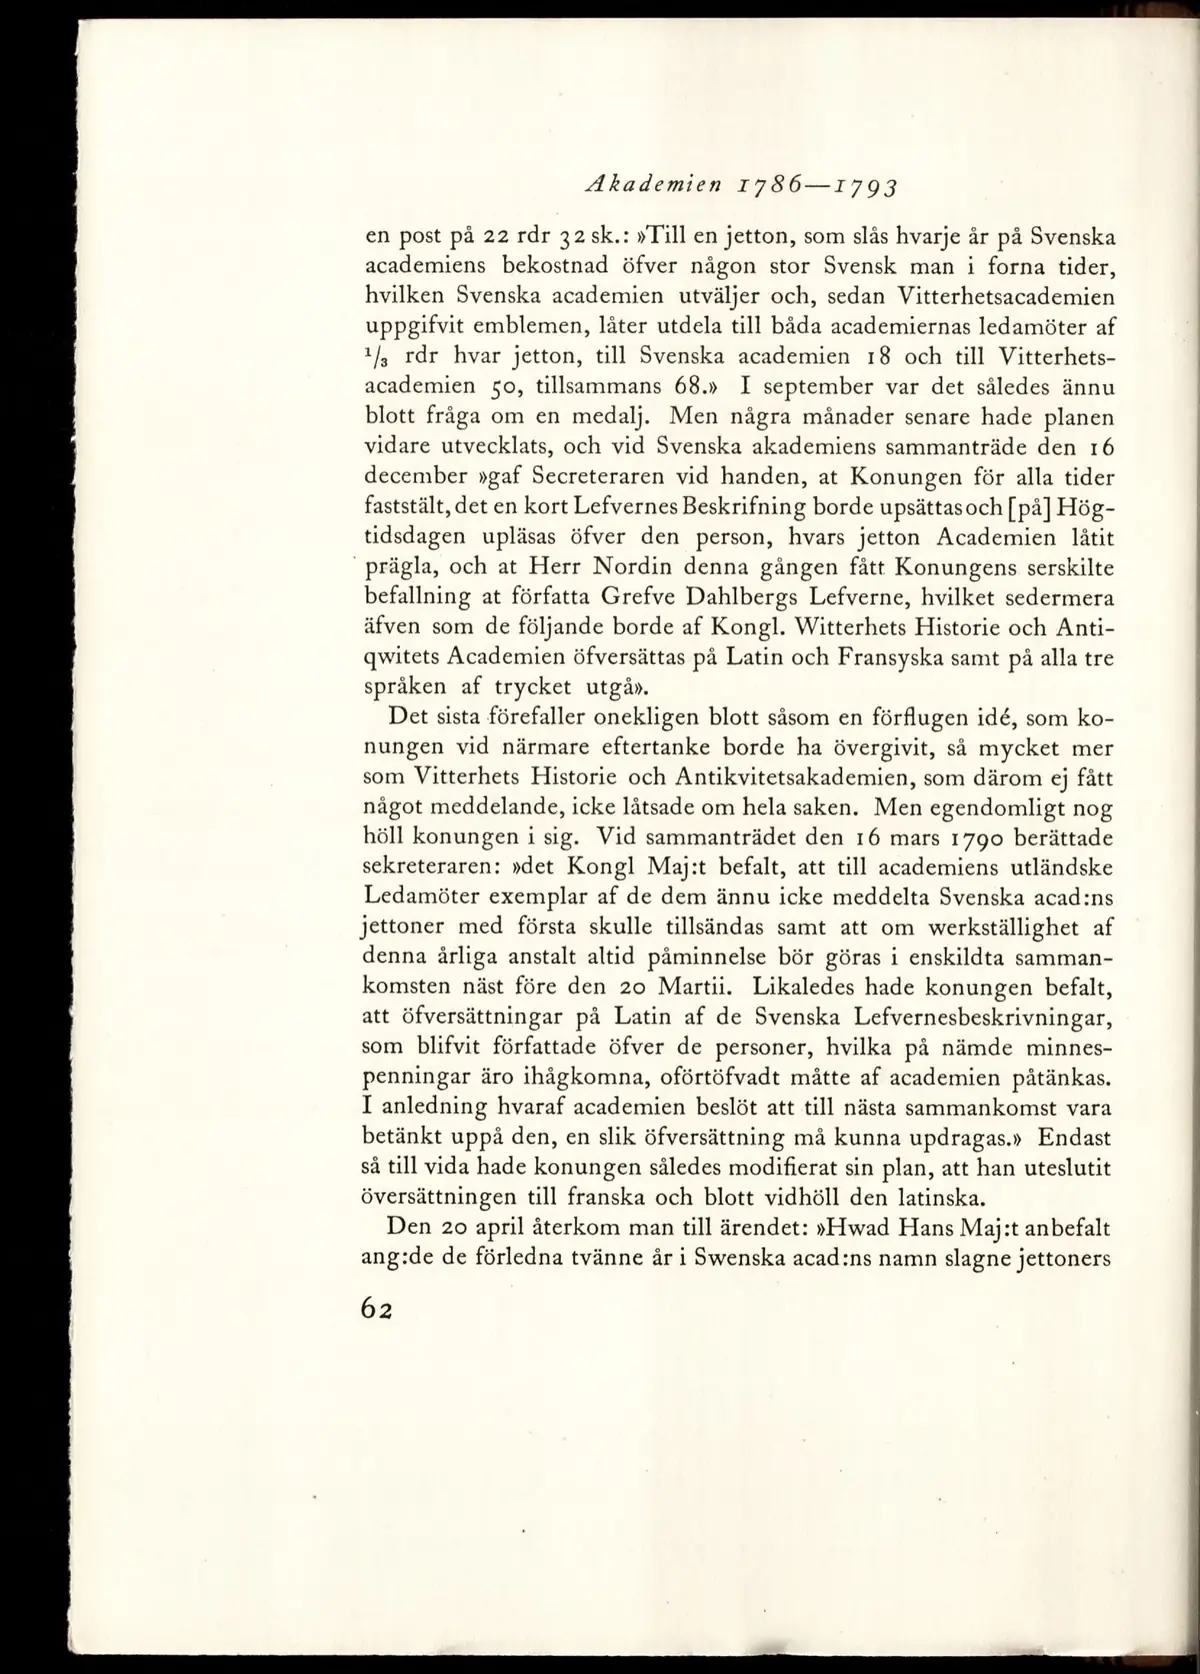 Akademien 1786—1793
en post på 22 rdr 32 sk.: »Till en jetton, som slås hvarje år på Svenska
academiens bekostnad öfver någon stor Svensk man i forna tider,
hvilken Svenska academien utväljer och, sedan Vitterhetsacademien
uppgifvit emblemen, låter utdela till båda academiernas ledamöter af
1/3 rdr hvar jetton, till Svenska academien 18 och till Vitterhets-
academien 50, tillsammans 68.» I september var det således ännu
blott fråga om en medalj. Men några månader senare hade planen
vidare utvecklats, och vid Svenska akademiens sammanträde den 16
december »gaf Secreteraren vid handen, at Konungen för alla tider
faststält, det en kort Lefvernes Beskrifning borde upsättas och [på] Hög-
tidsdagen upläsas öfver den person, hvars jetton Academien låtit
prägla, och at Herr Nordin denna gången fått Konungens serskilte
befallning at författa Grefve Dahlbergs Lefverne, hvilket sedermera
äfven som de följande borde af Kongl. Witterhets Historie och Anti-
qwitets Academien öfversättas på Latin och Fransyska samt på alla tre
språken af trycket utgå».
Det sista förefaller onekligen blott såsom en förflugen idé, som ko-
nungen vid närmare eftertanke borde ha övergivit, så mycket mer
som Vitterhets Historie och Antikvitetsakademien, som därom ej fått
något meddelande, icke låtsade om hela saken. Men egendomligt nog
höll konungen i sig. Vid sammanträdet den 16 mars 1790 berättade
sekreteraren: »det Kongl Maj:t befalt, att till academiens utländske
Ledamöter exemplar af de dem ännu icke meddelta Svenska acad:ns
jettoner med första skulle tillsändas samt att om werkställighet af
denna årliga anstalt altid påminnelse bör göras i enskildta samman-
komsten näst före den 20 Martii. Likaledes hade konungen befalt,
att öfversättningar på Latin af de Svenska Lefvernesbeskrivningar,
som blifvit författade öfver de personer, hvilka på nämde minnes-
penningar äro ihågkomna, oförtöfvadt måtte af academien påtänkas.
I anledning hvaraf academien beslöt att till nästa sammankomst vara
betänkt uppå den, en slik öfversättning må kunna updragas.» Endast
så till vida hade konungen således modifierat sin plan, att han uteslutit
översättningen till franska och blott vidhöll den latinska.
Den 20 april återkom man till ärendet: »Hwad Hans Maj:t anbefalt
ang:de de förledna tvänne år i Swenska acad:ns namn slagne jettoners
62